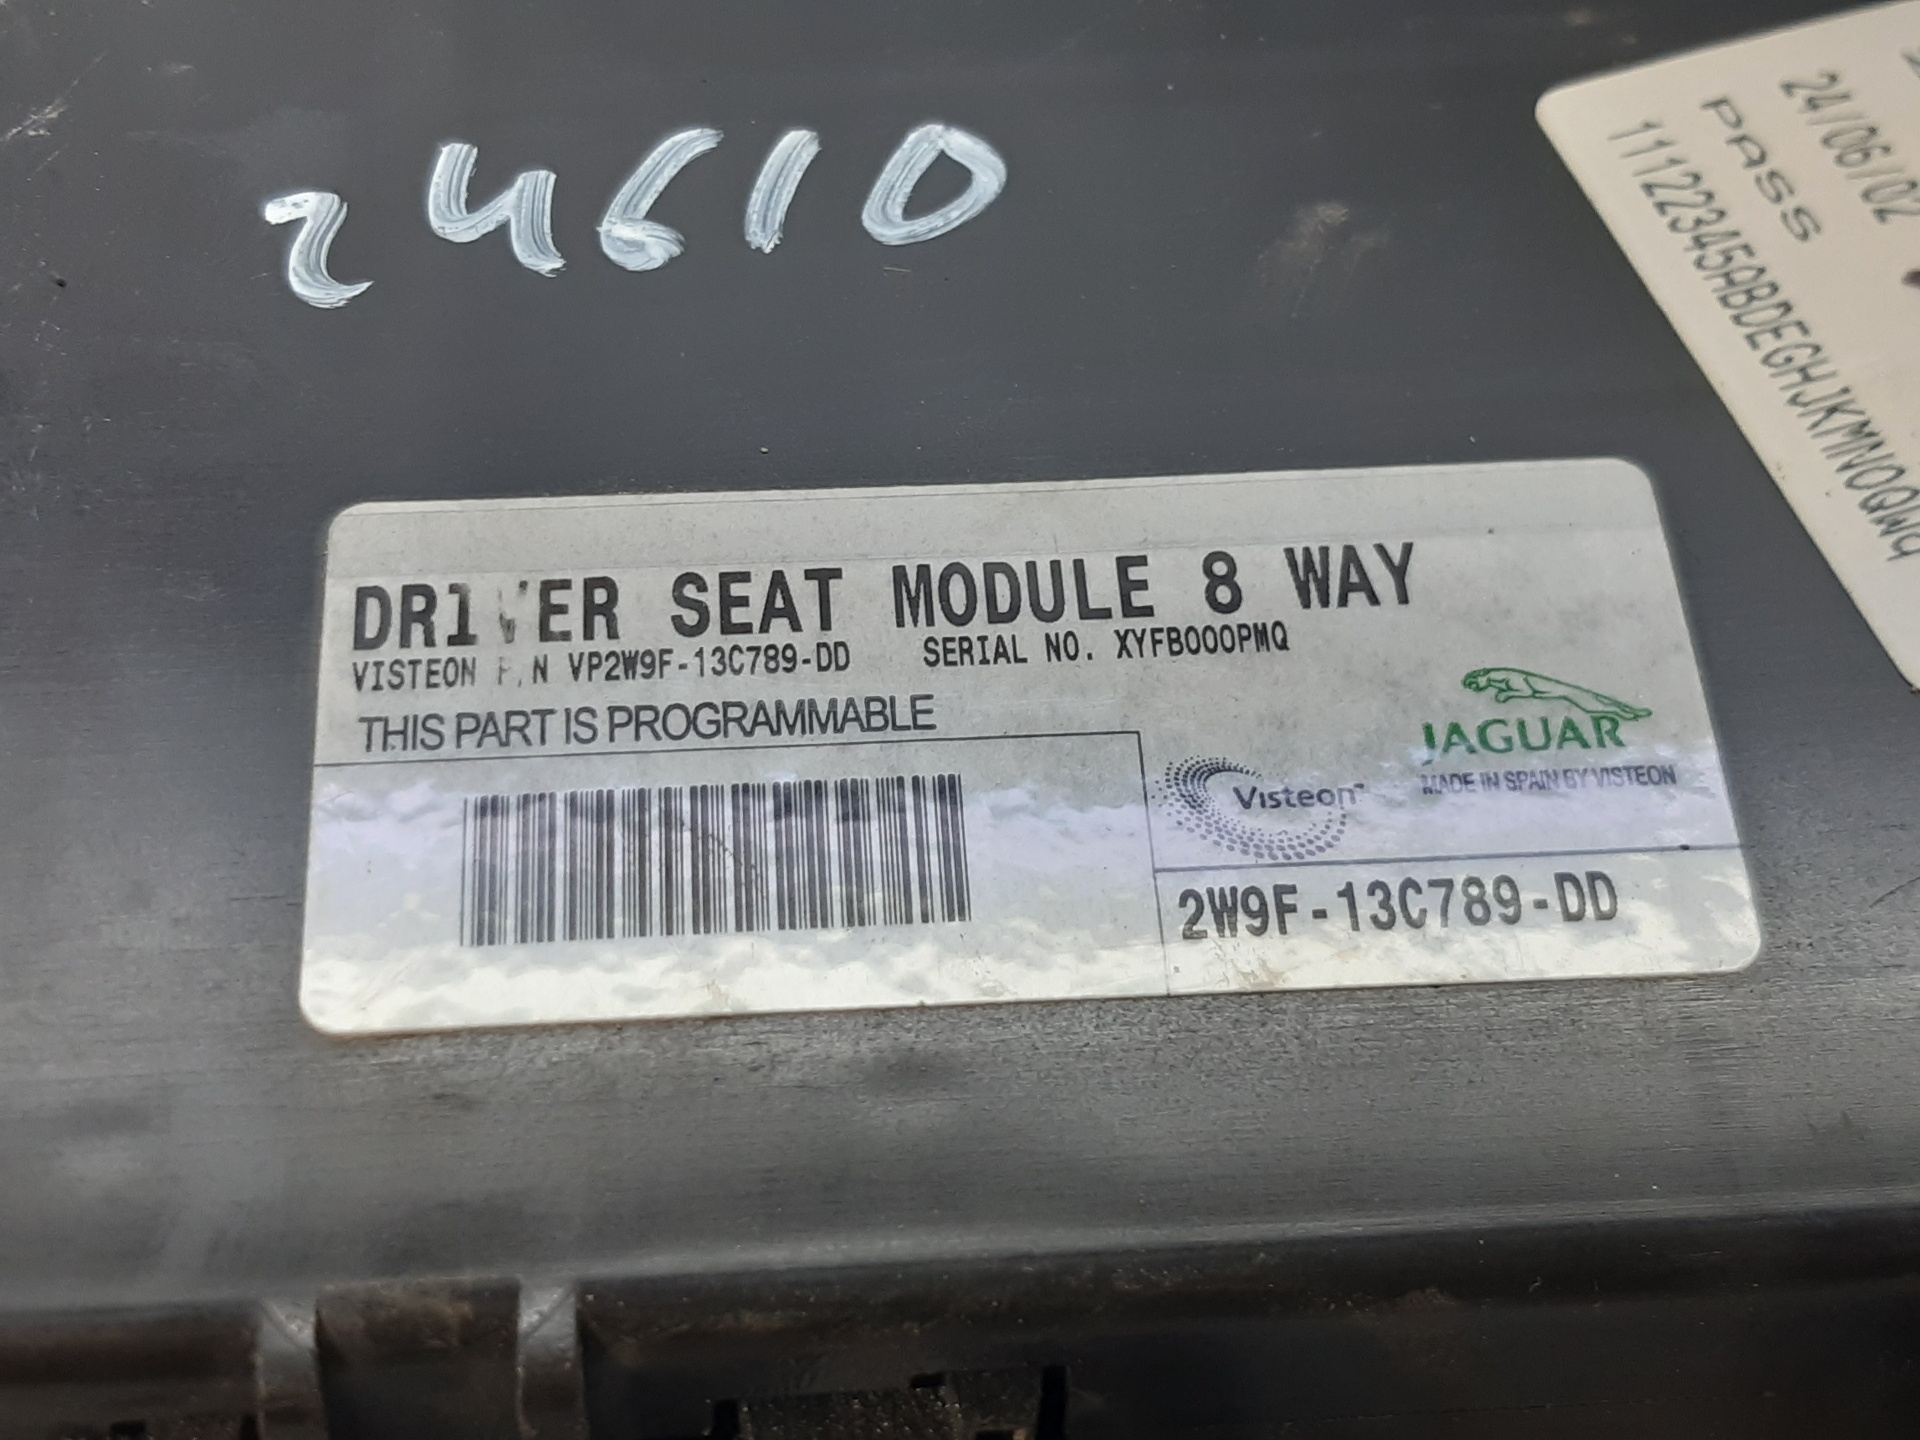 24610
24/06/02
PASS
11122345ABDEGHJKMNOQWQ
DRIVER SEAT MODULE 8 WAY
VISTEON P/N VP2W9F-13C789-DD SERIAL NO. XYFB000PMQ
THIS PART IS PROGRAMMABLE
JAGUAR
MADE IN SPAIN BY VISTEON
Visteon
2W9F-13C789-DD